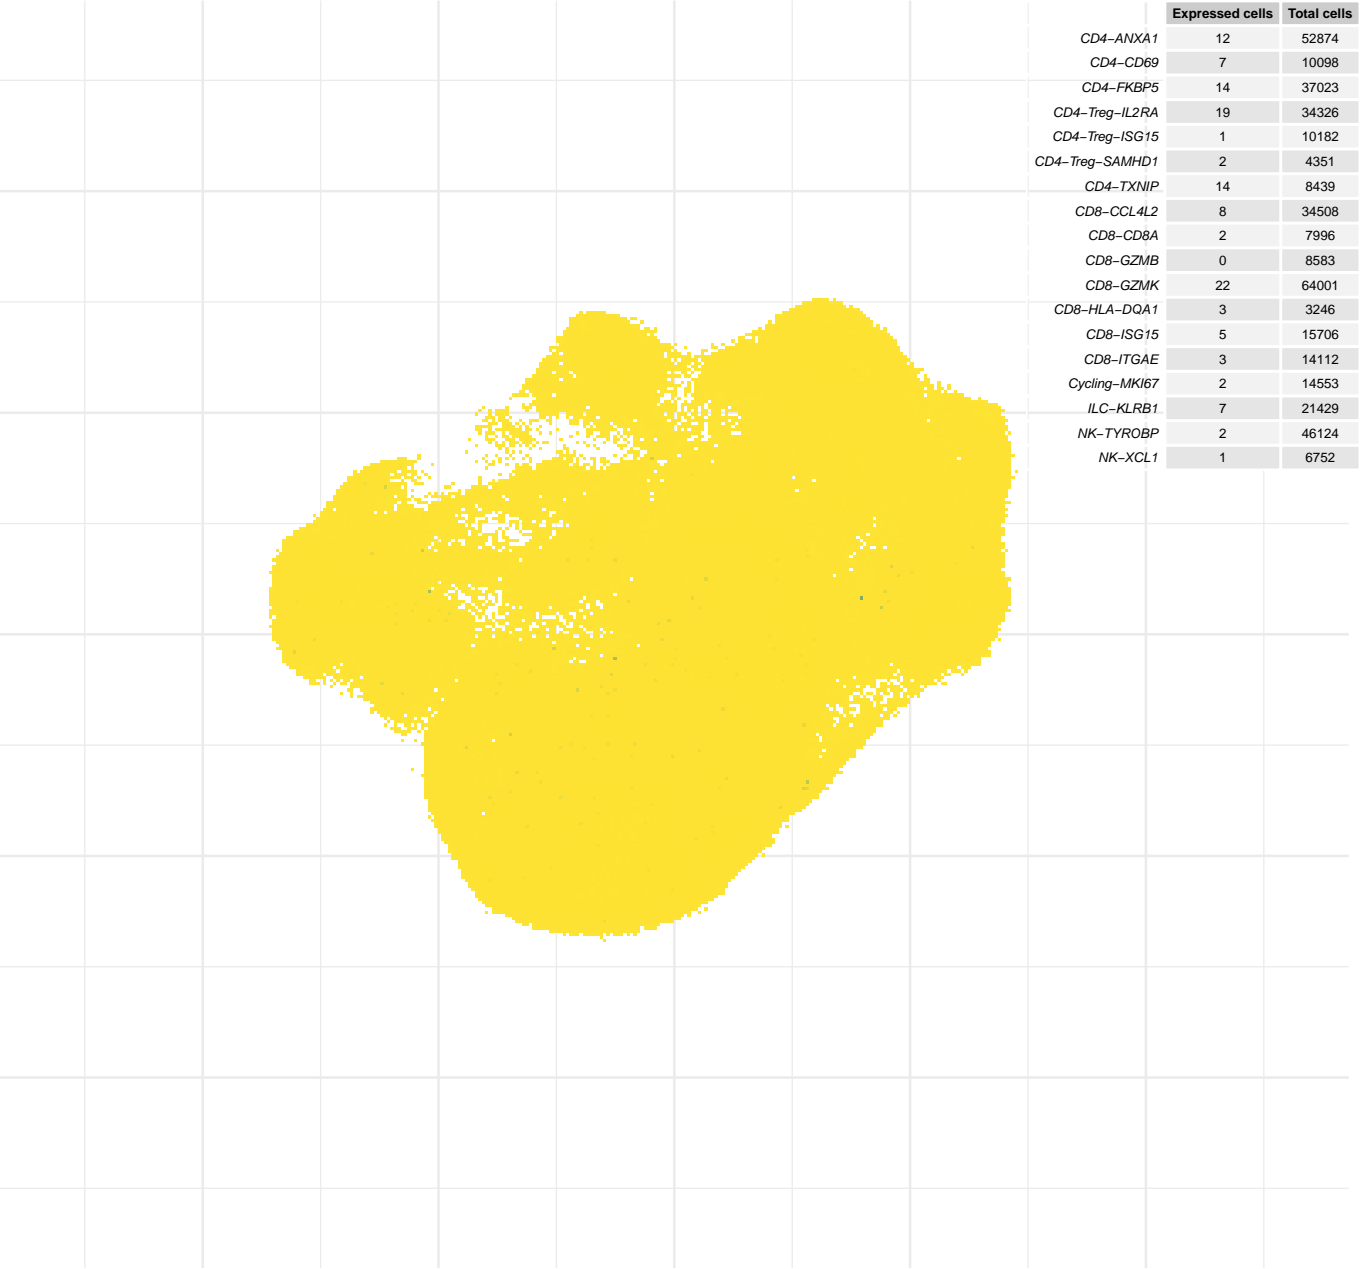 Expressed cells Total cells
CD4−ANXA1 12 52874
CD4−CD69 7 10098
CD4−FKBP5 14 37023
CD4−Treg−IL2RA 19 34326
CD4−Treg−ISG15 1 10182
CD4−Treg−SAMHD1 2 4351
CD4−TXNIP 14 8439
CD8−CCL4L2 8 34508
CD8−CD8A 2 7996
CD8−GZMB 0 8583
CD8−GZMK 22 64001
CD8−HLA−DQA1 3 3246
CD8−ISG15 5 15706
CD8−ITGAE 3 14112
Cycling−MKI67 2 14553
ILC−KLRB1 7 21429
NK−TYROBP 2 46124
NK−XCL1 1 6752